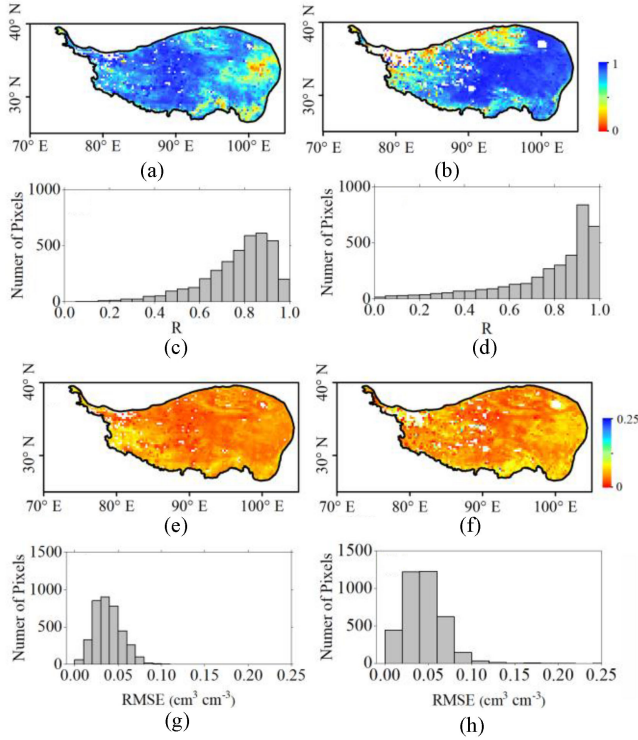 40° N
30° N
70° E 80° E 90° E 100° E
(a)
40° N
30° N
70° E 80° E 90° E 100° E
(b)
1
0
Numer of Pixels
1000
500
0
0.0 0.2 0.4 0.6 0.8 1.0
R
(c)
Numer of Pixels
1000
500
0
0.0 0.2 0.4 0.6 0.8 1.0
R
(d)
40° N
30° N
70° E 80° E 90° E 100° E
(e)
40° N
30° N
70° E 80° E 90° E 100° E
(f)
0.25
0
Numer of Pixels
1500
1000
500
0
0.00 0.05 0.10 0.15 0.20 0.25
RMSE (cm³ cm⁻³)
(g)
Numer of Pixels
1500
1000
500
0
0.00 0.05 0.10 0.15 0.20 0.25
RMSE (cm³ cm⁻³)
(h)